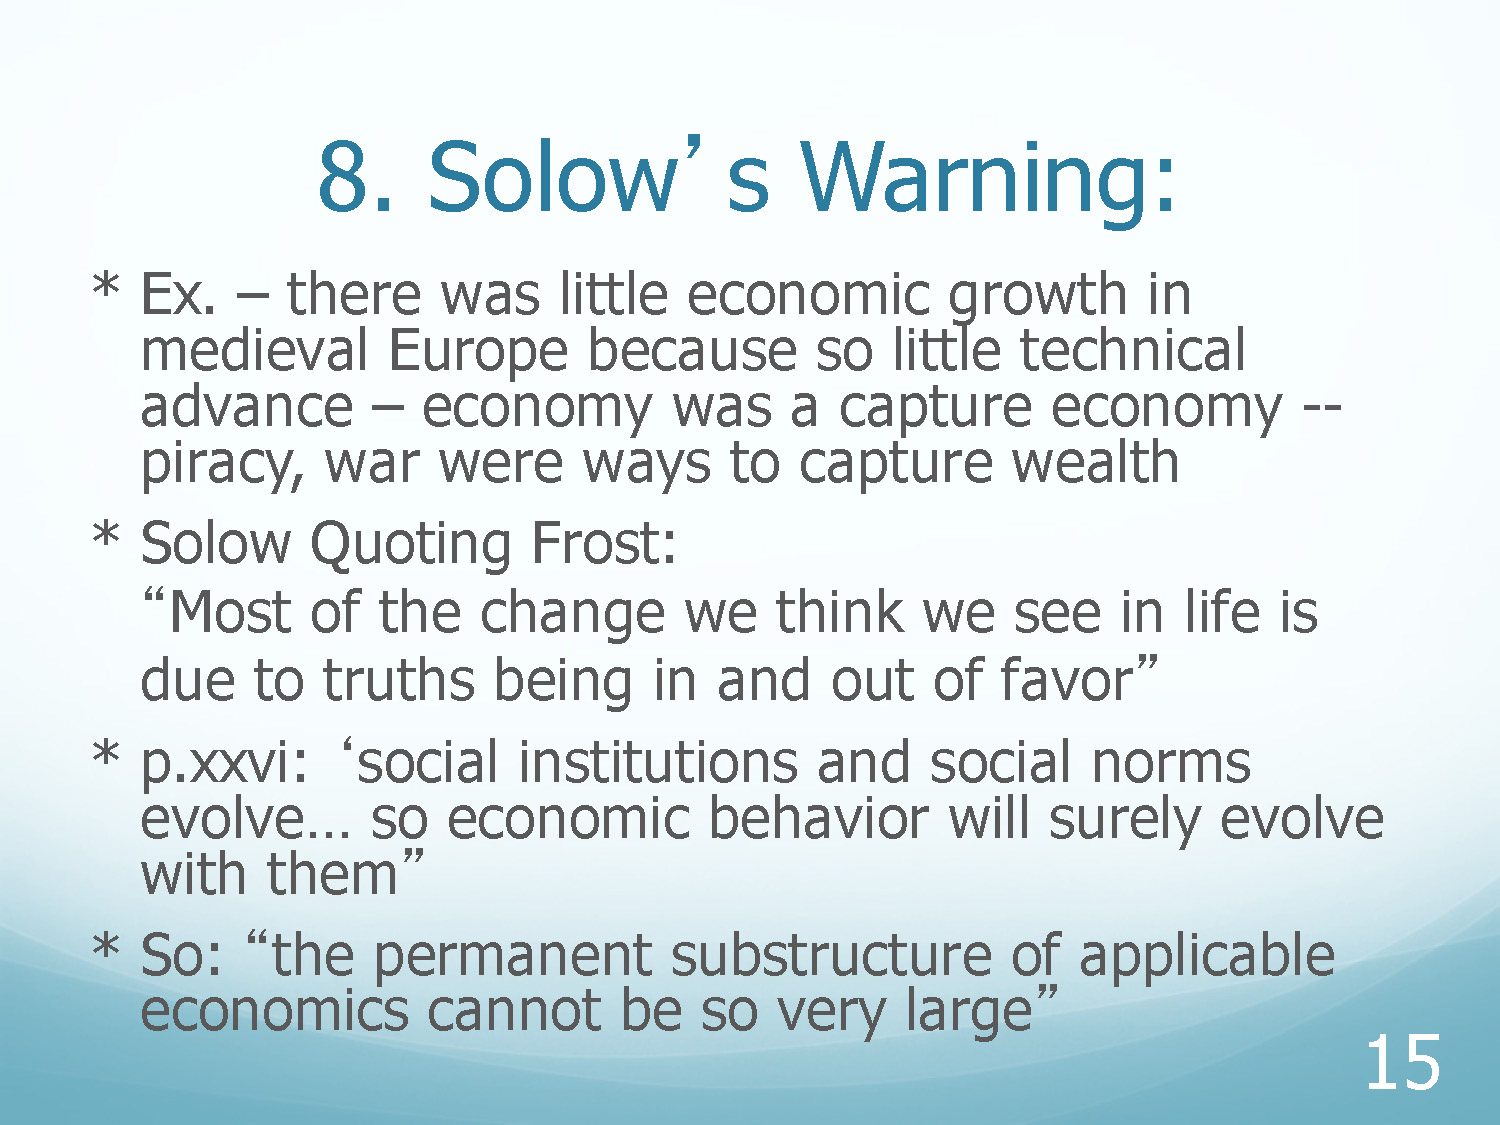 8. Solow’s Warning:
* Ex. – there was little economic growth in
medieval Europe because so little technical
advance – economy was a capture economy --
piracy, war were ways to capture wealth
* Solow Quoting Frost:
“Most of the change we think we see in life is
due to truths being in and out of favor”
* p.xxvi: ‘social institutions and social norms
evolve… so economic behavior will surely evolve
with them”
* So: “the permanent substructure of applicable
economics cannot be so very large”
15